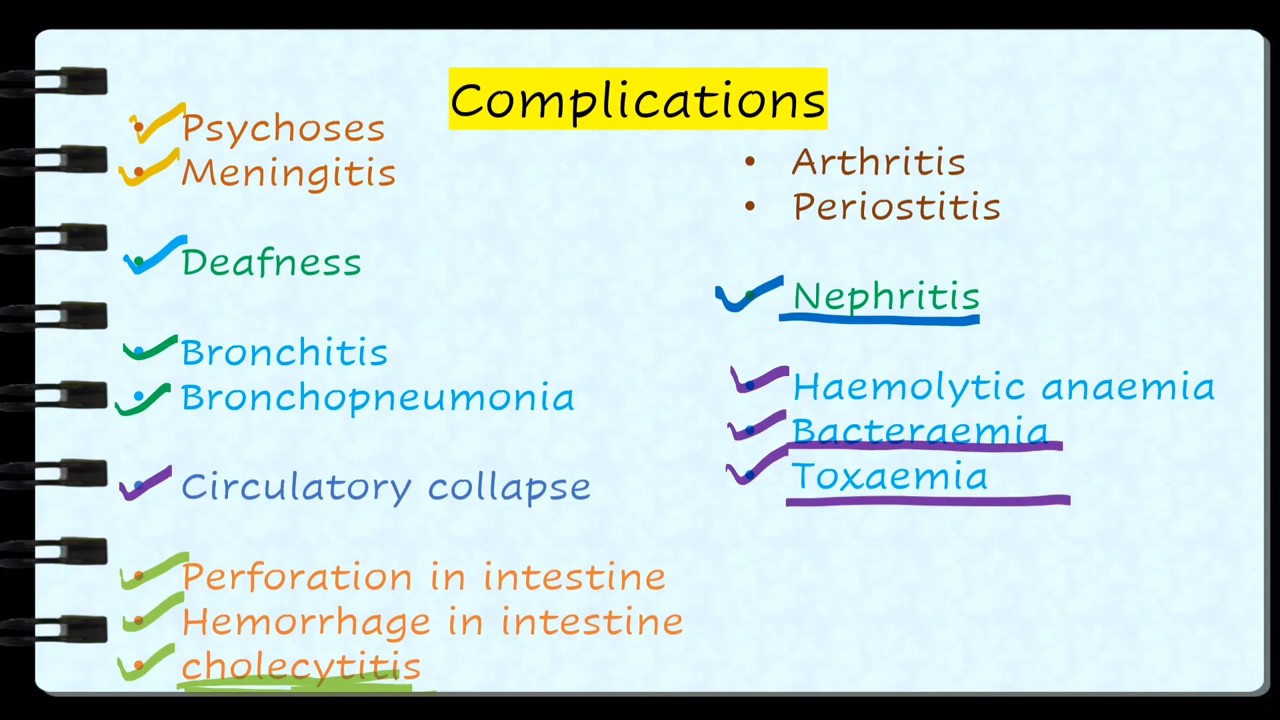 Complications
Psychoses
Meningitis
Deafness
Bronchitis
Bronchopneumonia
Circulatory collapse
Perforation in intestine
Hemorrhage in intestine
cholecytitis
Arthritis
Periostitis
Nephritis
Haemolytic anaemia
Bacteraemia
Toxaemia